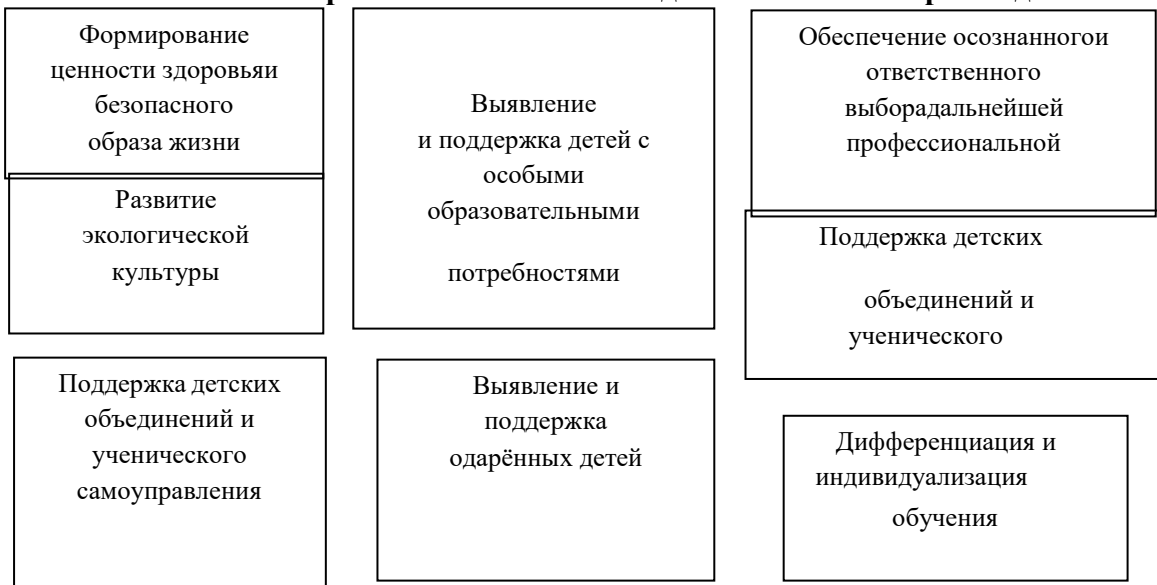 Формирование
ценности здоровьяи
безопасного
образа жизни
Развитие
экологической
культуры
Поддержка детских
объединений и
ученического
самоуправления
Выявление
и поддержка детей с
особыми
образовательными
потребностями
Выявление и
поддержка
одарённых детей
Обеспечение осознанногои
ответственного
выборадальнейшей
профессиональной
Поддержка детских
объединений и
ученического
Дифференциация и
индивидуализация
обучения